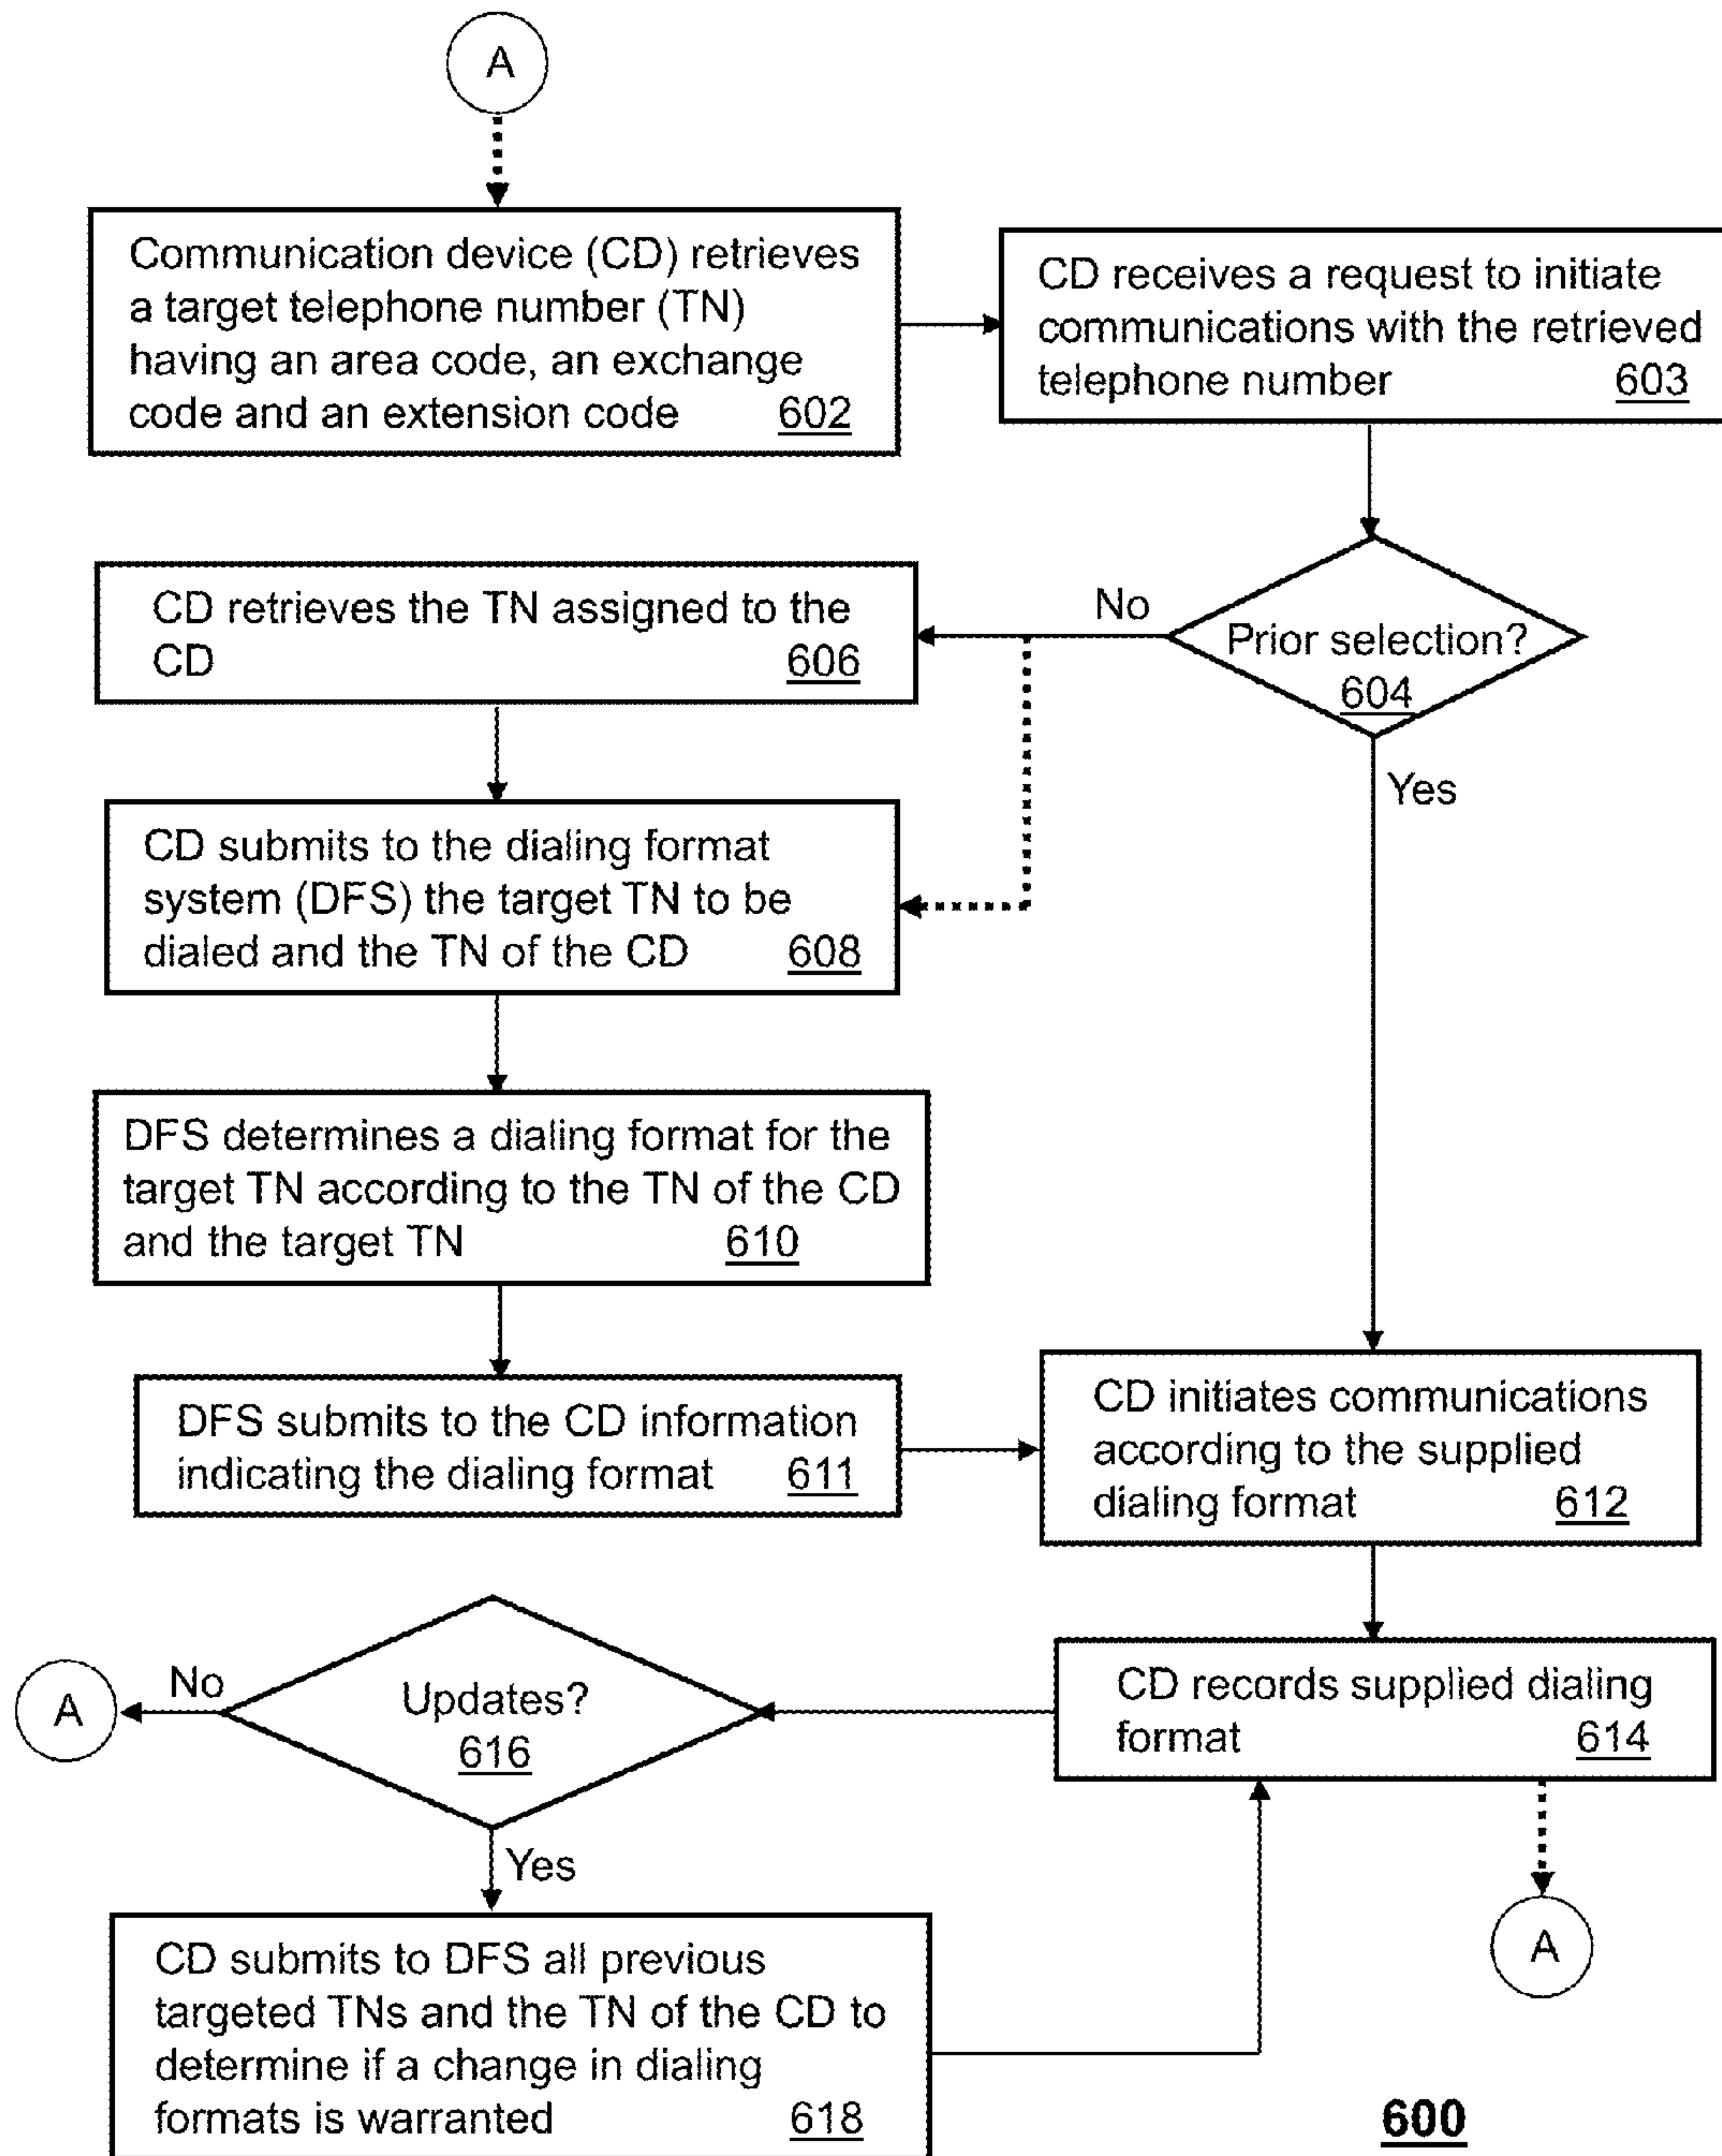 A
Communication device (CD) retrieves
a target telephone number (TN)
having an area code, an exchange
code and an extension code 602
CD receives a request to initiate
communications with the retrieved
telephone number 603
Prior selection?
604
No
Yes
CD retrieves the TN assigned to the
CD 606
CD submits to the dialing format
system (DFS) the target TN to be
dialed and the TN of the CD 608
DFS determines a dialing format for the
target TN according to the TN of the CD
and the target TN 610
DFS submits to the CD information
indicating the dialing format 611
CD initiates communications
according to the supplied
dialing format 612
CD records supplied dialing
format 614
Updates?
616
No
A
Yes
A
CD submits to DFS all previous
targeted TNs and the TN of the CD to
determine if a change in dialing
formats is warranted 618
600